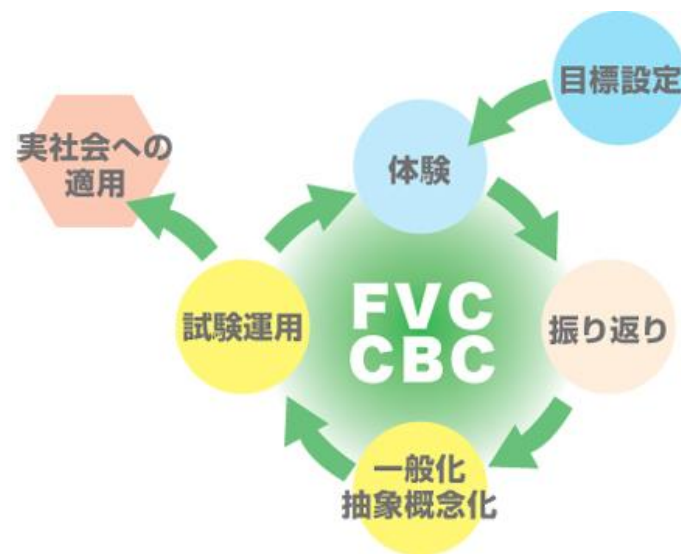 目標設定
実社会への
適用
体験
試験運用
FVC
CBC
振り返り
一般化
抽象概念化